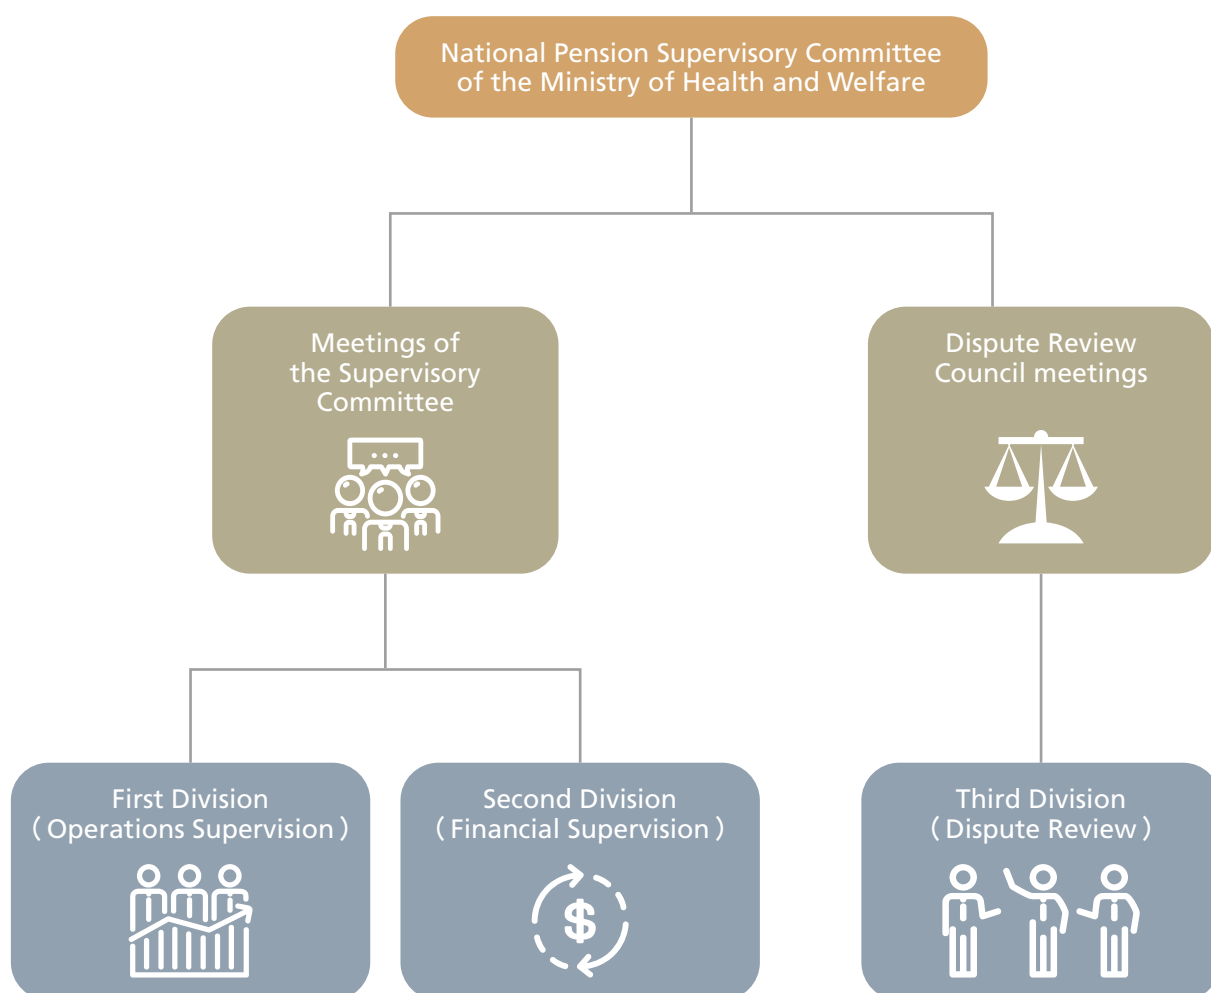 National Pension Supervisory Committee
of the Ministry of Health and Welfare
Meetings of
the Supervisory
Committee
Dispute Review
Council meetings
First Division
（Operations Supervision）
Second Division
（Financial Supervision）
$
Third Division
（Dispute Review）